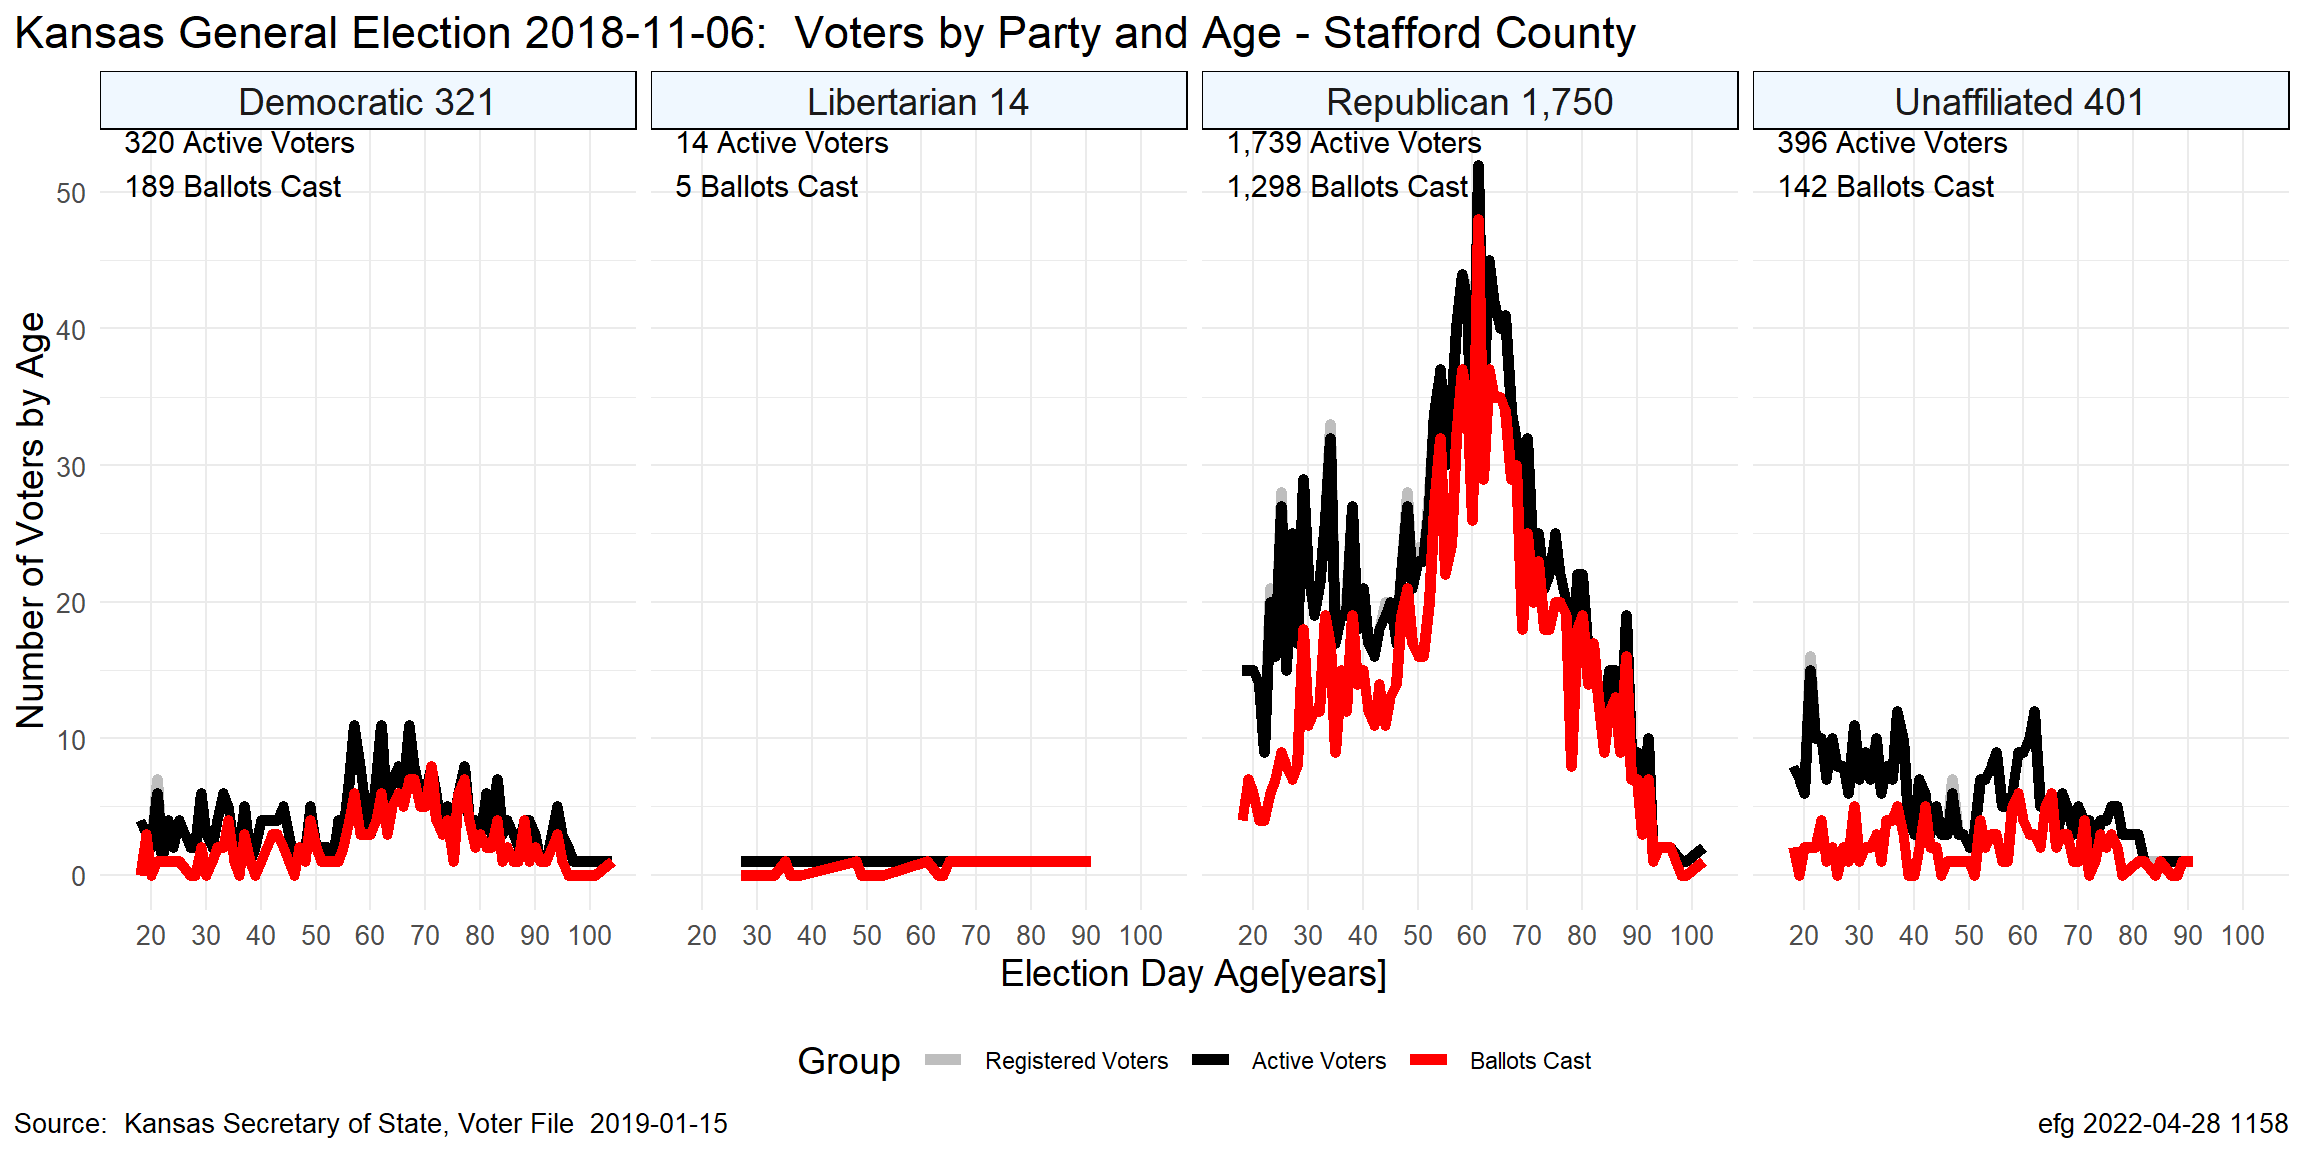 Kansas General Election 2018-11-06:  Voters by Party and Age - Stafford County
Democratic 321
Libertarian 14
Republican 1,750
Unaffiliated 401
320 Active Voters
189 Ballots Cast
14 Active Voters
5 Ballots Cast
1,739 Active Voters
1,298 Ballots Cast
396 Active Voters
142 Ballots Cast
Number of Voters by Age
50
40
30
20
10
0
20 30 40 50 60 70 80 90 100
20 30 40 50 60 70 80 90 100
20 30 40 50 60 70 80 90 100
20 30 40 50 60 70 80 90 100
Election Day Age[years]
Group Registered Voters Active Voters Ballots Cast
Source:  Kansas Secretary of State, Voter File  2019-01-15
efg 2022-04-28 1158